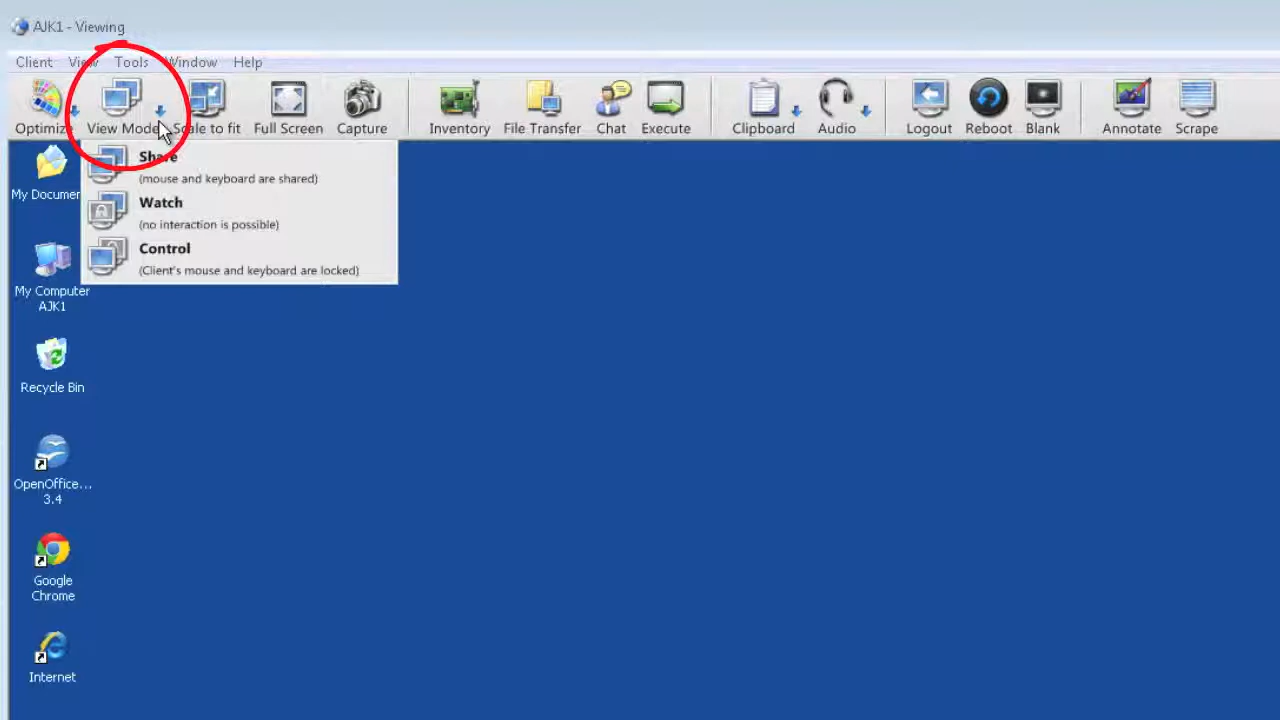 AJK1 - Viewing
Client View Tools Window Help
Optimize View Mode Scale to fit Full Screen Capture Inventory File Transfer Chat Execute Clipboard Audio Logout Reboot Blank Annotate Scrape
Share
(mouse and keyboard are shared)
Watch
(no interaction is possible)
Control
(Client's mouse and keyboard are locked)
My Documen
My Computer
AJK1
Recycle Bin
OpenOffice...
3.4
Google
Chrome
Internet